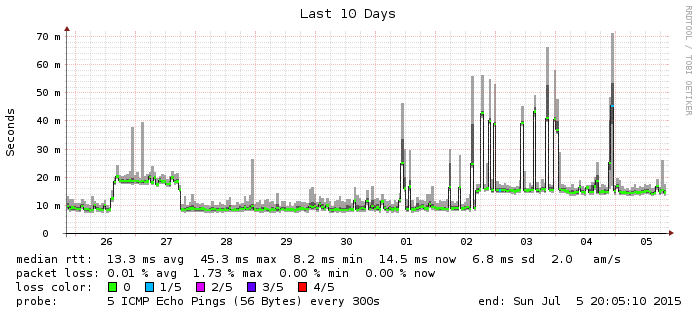 Last 10 Days
RRDTOOL / TOBI OETIKER
Seconds
70 m
60 m
50 m
40 m
30 m
20 m
10 m
0
26 27 28 29 30 01 02 03 04 05
median rtt: 13.3 ms avg 45.3 ms max 8.2 ms min 14.5 ms now 6.8 ms sd 2.0 am/s
packet loss: 0.01 % avg 1.73 % max 0.00 % min 0.00 % now
loss color: 0 1/5 2/5 3/5 4/5
probe: 5 ICMP Echo Pings (56 Bytes) every 300s end: Sun Jul 5 20:05:10 2015